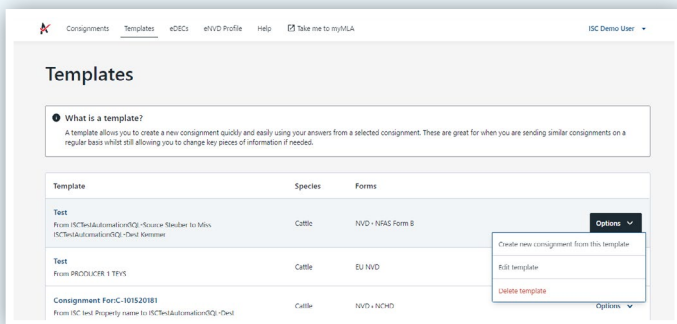 Consignments Templates eDECs eNVD Profile Help Take me to myMLA ISC Demo User
Templates
What is a template?
A template allows you to create a new consignment quickly and easily using your answers from a selected consignment. These are great for when you are sending similar consignments on a
regular basis whilst still allowing you to change key pieces of information if needed.
Template Species Forms
Test
From ISCTestAutomationGQL-Source Steuber to Miss
ISCTestAutomationGQL-Dest Kemmer
Cattle NVD • NFAS Form B Options
Create new consignment from this template
Edit template
Delete template
Test
From PRODUCER 1 TEYS
Cattle EU NVD
Consignment For:C-101520181
From ISC test Property name to ISCTestAutomationGQL-Dest
Cattle NVD • NCHD Options